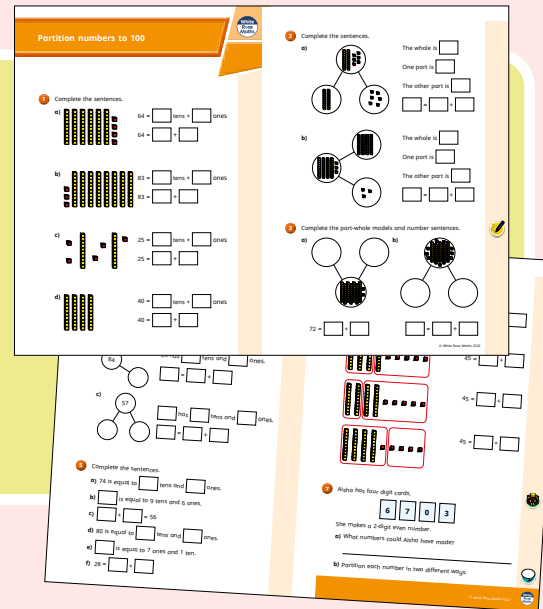 Partition numbers to 100
White Rose Maths
1 Complete the sentences.
a)
64 = tens + ones
64 = +
b)
83 = tens + ones
83 = +
c)
25 = tens + ones
25 = +
d)
40 = tens + ones
40 = +
2 Complete the sentences.
a)
The whole is
One part is
The other part is
= +
b)
The whole is
One part is
The other part is
= +
3 Complete the part-whole models and number sentences.
a)
b)
72 = +
= +
© White Rose Maths 2022
84
tens and ones.
= +
c)
57
has tens and ones.
= +
5 Complete the sentences.
a) 74 is equal to tens and ones.
b) is equal to 9 tens and 6 ones.
c) + = 56
d) 80 is equal to tens and ones.
e) is equal to 7 ones and 1 ten.
f) 28 = +
45 = +
45 = +
45 = +
7 Aisha has four digit cards.
6 7 0 3
She makes a 2-digit even number.
a) What numbers could Aisha have made?
b) Partition each number in two different ways.